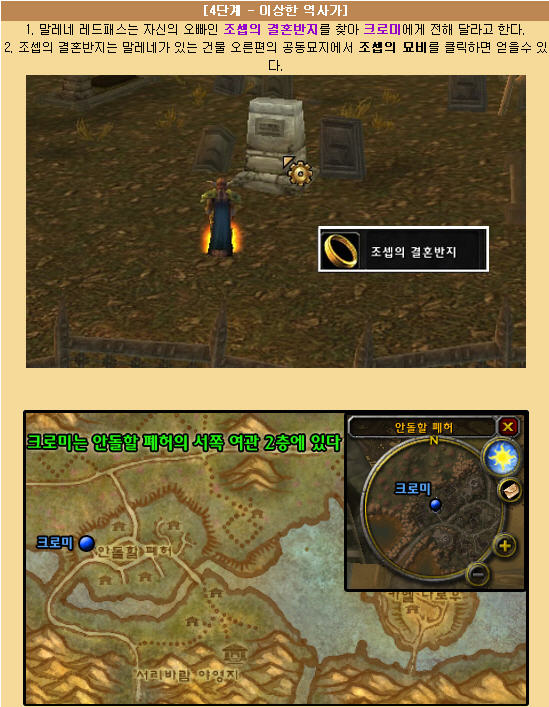 [4단계 - 이상한 역사가]
1. 말레네 레드패스는 자신의 오빠인 조셉의 결혼반지를 찾아 크로미에게 전해 달라고 한다.
2. 조셉의 결혼반지는 말레네가 있는 건물 오른편의 공동묘지에서 조셉의 묘비를 클릭하면 얻을수 있
다.
조셉의 결혼반지
크로미는 안돌할 폐허의 서쪽 여관 2층에 있다
안돌할 폐허
N
크로미
크로미
안돌할 폐허
카엘 다로우
서리바람 야영지